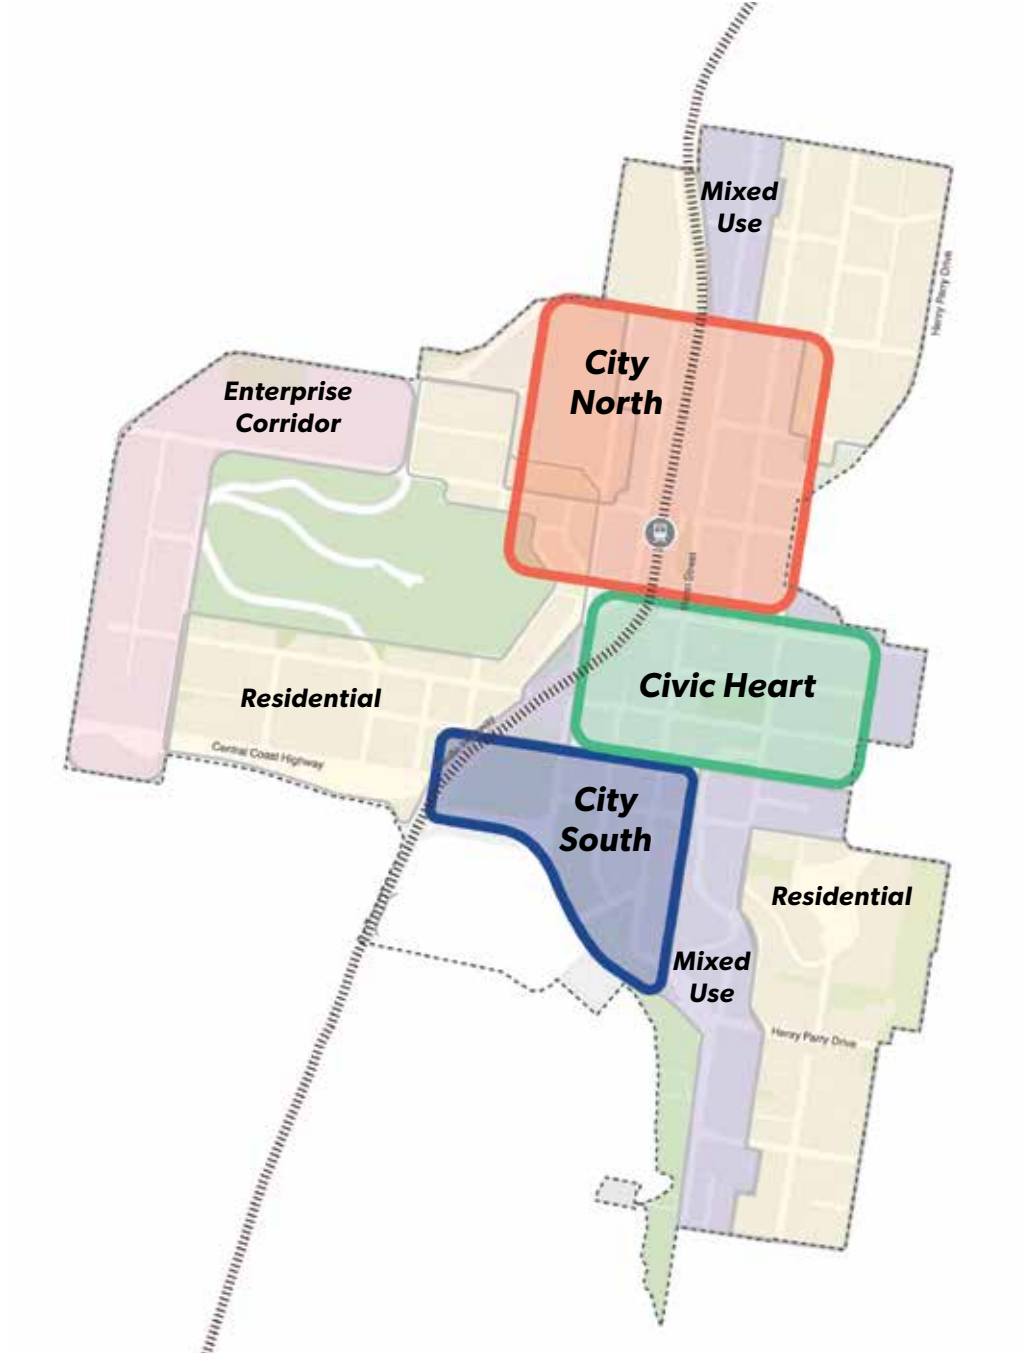 Mixed
Use
Henry Parry Drive
City
North
Enterprise
Corridor
Civic Heart
Residential
Central Coast Highway
City
South
Residential
Mixed
Use
Henry Parry Drive
Street